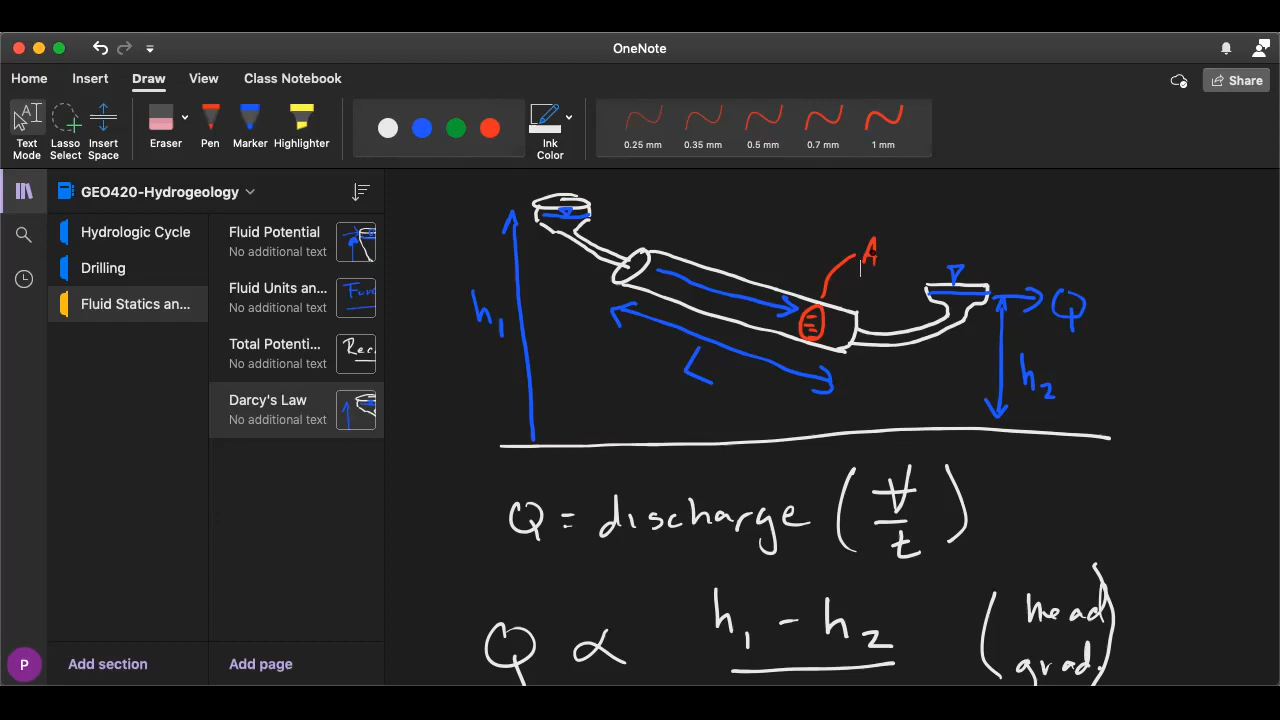 OneNote
Home Insert Draw View Class Notebook
Share
Text Mode
Lasso Select
Insert Space
Eraser
Pen
Marker
Highlighter
Ink Color
0.25 mm 0.35 mm 0.5 mm 0.7 mm 1 mm
GEO420-Hydrogeology
Hydrologic Cycle
Drilling
Fluid Statics an...
Fluid Potential
No additional text
Fluid Units an...
No additional text
Total Potenti...
No additional text
Rec.
Darcy's Law
No additional text
P
Add section
Add page
h₁
A
L
Q
h₂
Q = discharge (V/t)
Q ∝ h₁ - h₂ (head
grad.